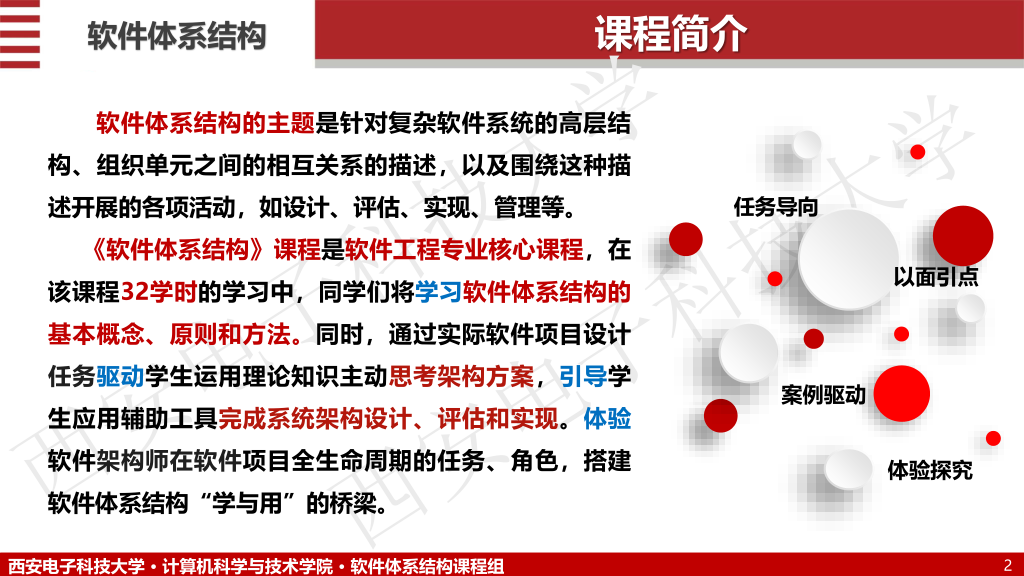 软件体系结构
课程简介
软件体系结构的主题是针对复杂软件系统的高层结
构、组织单元之间的相互关系的描述，以及围绕这种描
述开展的各项活动，如设计、评估、实现、管理等。
《软件体系结构》课程是软件工程专业核心课程，在
该课程32学时的学习中，同学们将学习软件体系结构的
基本概念、原则和方法。同时，通过实际软件项目设计
任务驱动学生运用理论知识主动思考架构方案，引导学
生应用辅助工具完成系统架构设计、评估和实现。体验
软件架构师在软件项目全生命周期的任务、角色，搭建
软件体系结构“学与用”的桥梁。
任务导向
以面引点
案例驱动
体验探究
西安电子科技大学
西安电子科技大学
西安电子科技大学·计算机科学与技术学院·软件体系结构课程组
2